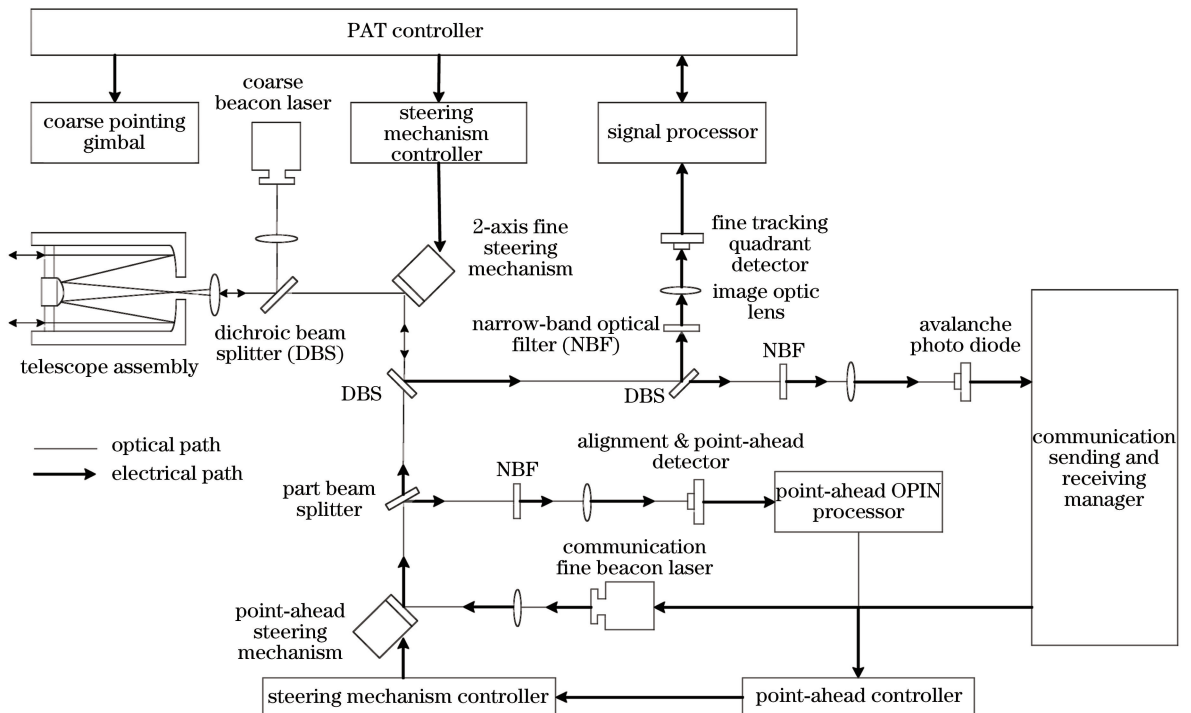 PAT controller
coarse pointing
gimbal
coarse
beacon laser
steering
mechanism
controller
signal processor
2-axis fine
steering
mechanism
fine tracking
quadrant
detector
image optic
lens
narrow-band optical
filter (NBF)
dichroic beam
splitter (DBS)
telescope assembly
avalanche
photo diode
NBF
DBS
DBS
optical path
electrical path
alignment & point-ahead
detector
NBF
part beam
splitter
point-ahead OPIN
processor
communication
sending and
receiving
manager
communication
fine beacon laser
point-ahead
steering
mechanism
steering mechanism controller
point-ahead controller